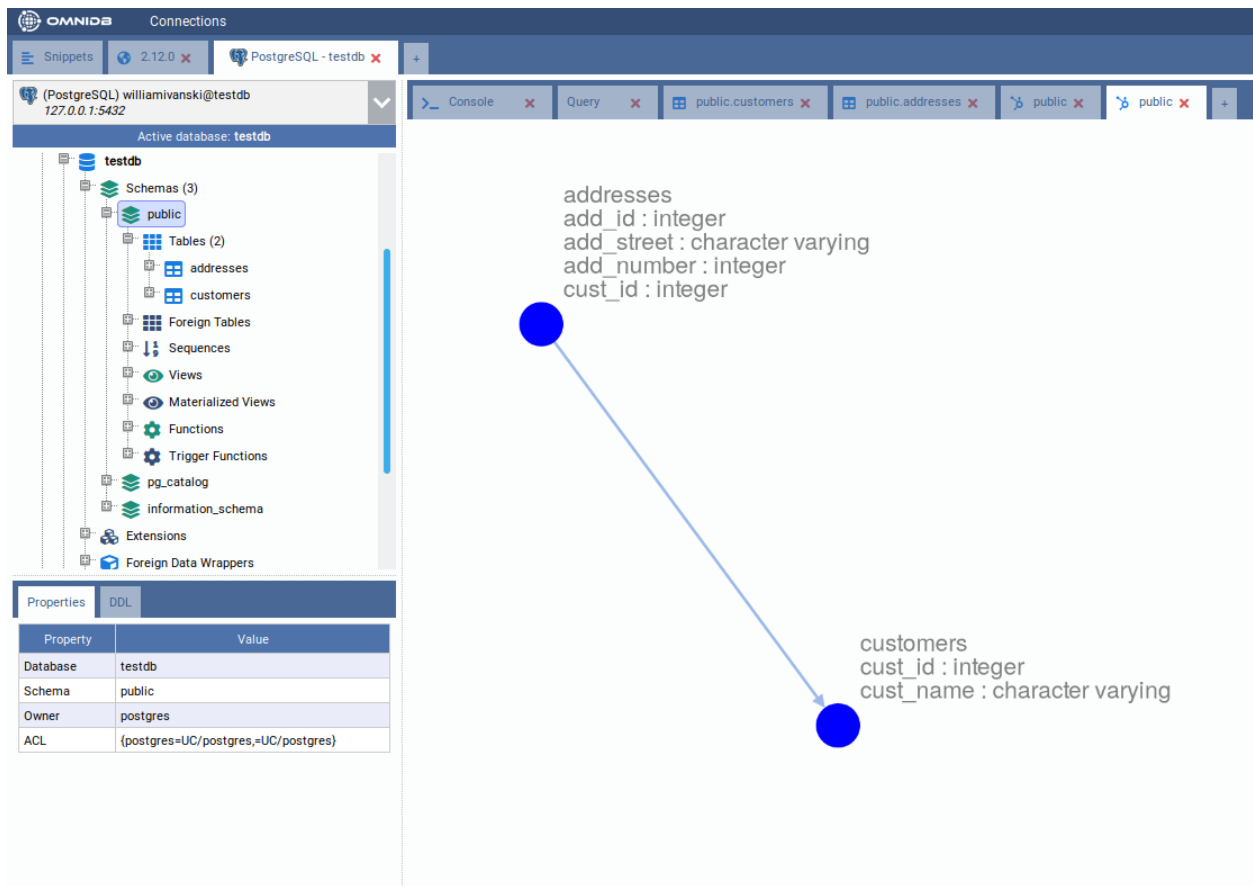 OMNIDB Connections
Snippets 2.12.0 PostgreSQL - testdb +
(PostgreSQL) williamivanski@testdb
127.0.0.1:5432
Active database: testdb
testdb
Schemas (3)
public
Tables (2)
addresses
customers
Foreign Tables
Sequences
Views
Materialized Views
Functions
Trigger Functions
pg_catalog
information_schema
Extensions
Foreign Data Wrappers
Properties DDL
Property Value
Database testdb
Schema public
Owner postgres
ACL {postgres=UC/postgres,=UC/postgres}
Console Query public.customers public.addresses public public +
addresses
add_id : integer
add_street : character varying
add_number : integer
cust_id : integer
customers
cust_id : integer
cust_name : character varying